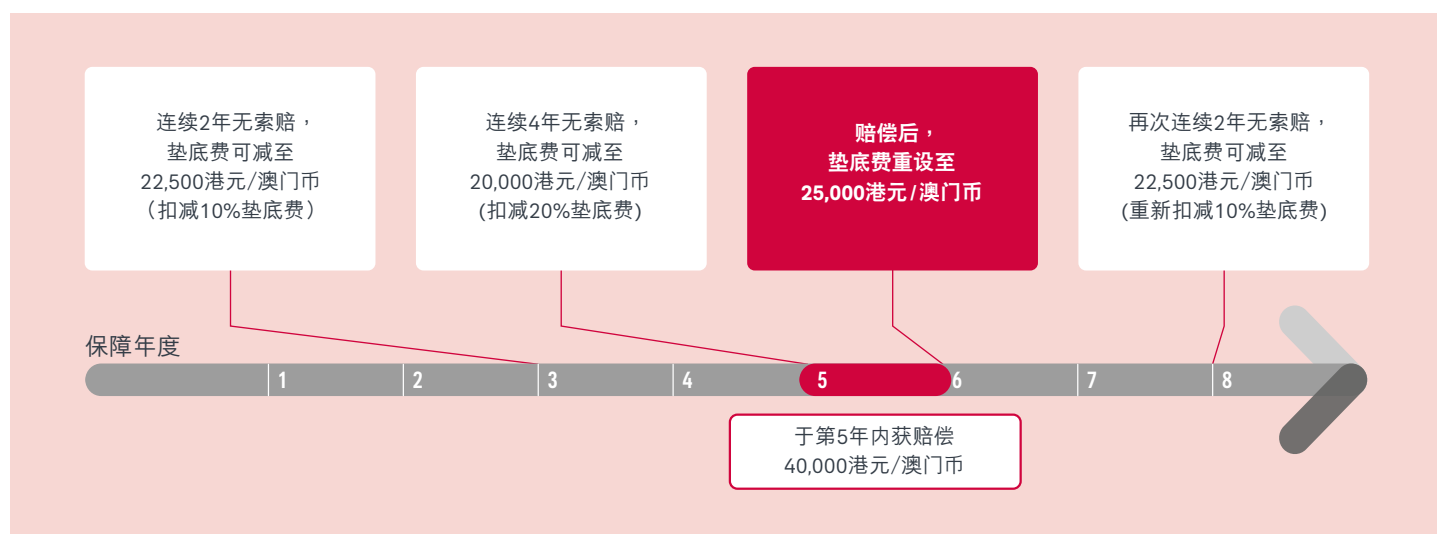 连续2年无索赔，
垫底费可减至
22,500港元/澳门币
（扣减10%垫底费）
连续4年无索赔，
垫底费可减至
20,000港元/澳门币
(扣减20%垫底费)
赔偿后，
垫底费重设至
25,000港元/澳门币
再次连续2年无索赔，
垫底费可减至
22,500港元/澳门币
(重新扣减10%垫底费)
保障年度
1 2 3 4 5 6 7 8
于第5年内获赔偿
40,000港元/澳门币